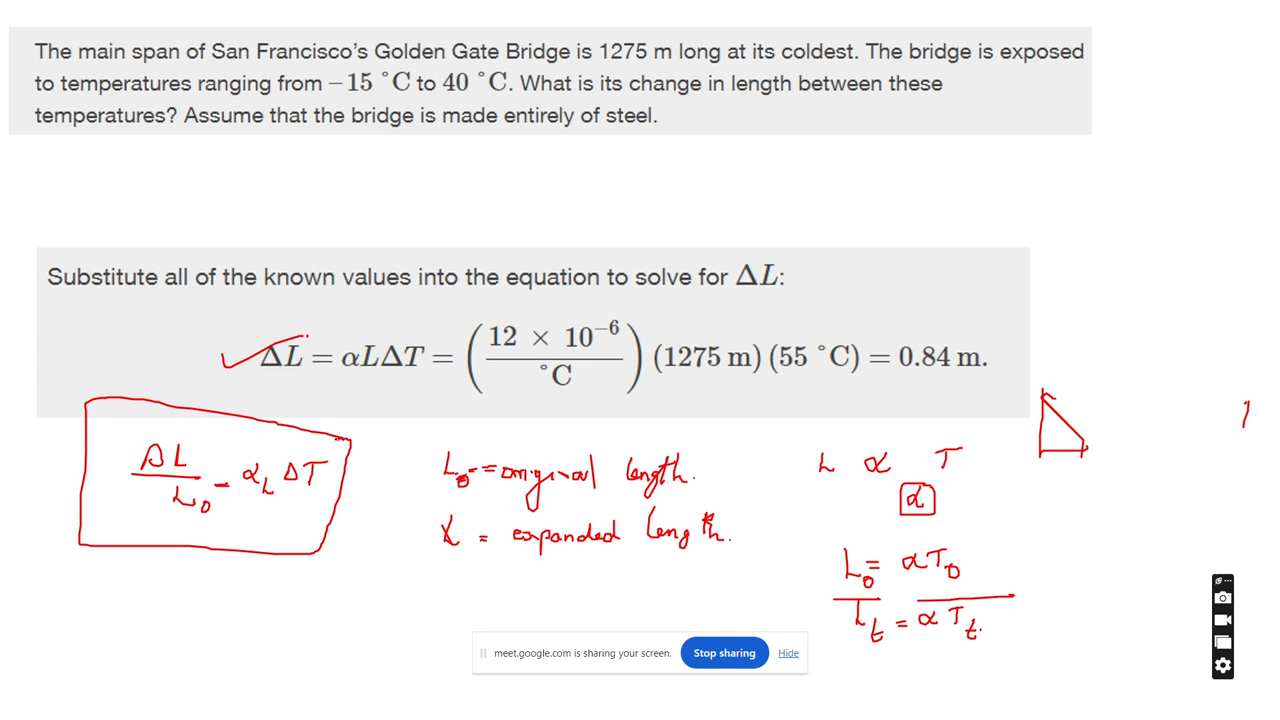 The main span of San Francisco's Golden Gate Bridge is 1275 m long at its coldest. The bridge is exposed
to temperatures ranging from −15 °C to 40 °C. What is its change in length between these
temperatures? Assume that the bridge is made entirely of steel.
Substitute all of the known values into the equation to solve for ΔL:
ΔL = αLΔT = (12 × 10⁻⁶ / °C) (1275 m) (55 °C) = 0.84 m.
ΔL / L₀ = α_L ΔT
L₀ = original length.
= expanded length.
L α T
α
L₀ = αT₀
L_t = α T_t.
meet.google.com is sharing your screen.
Stop sharing
Hide